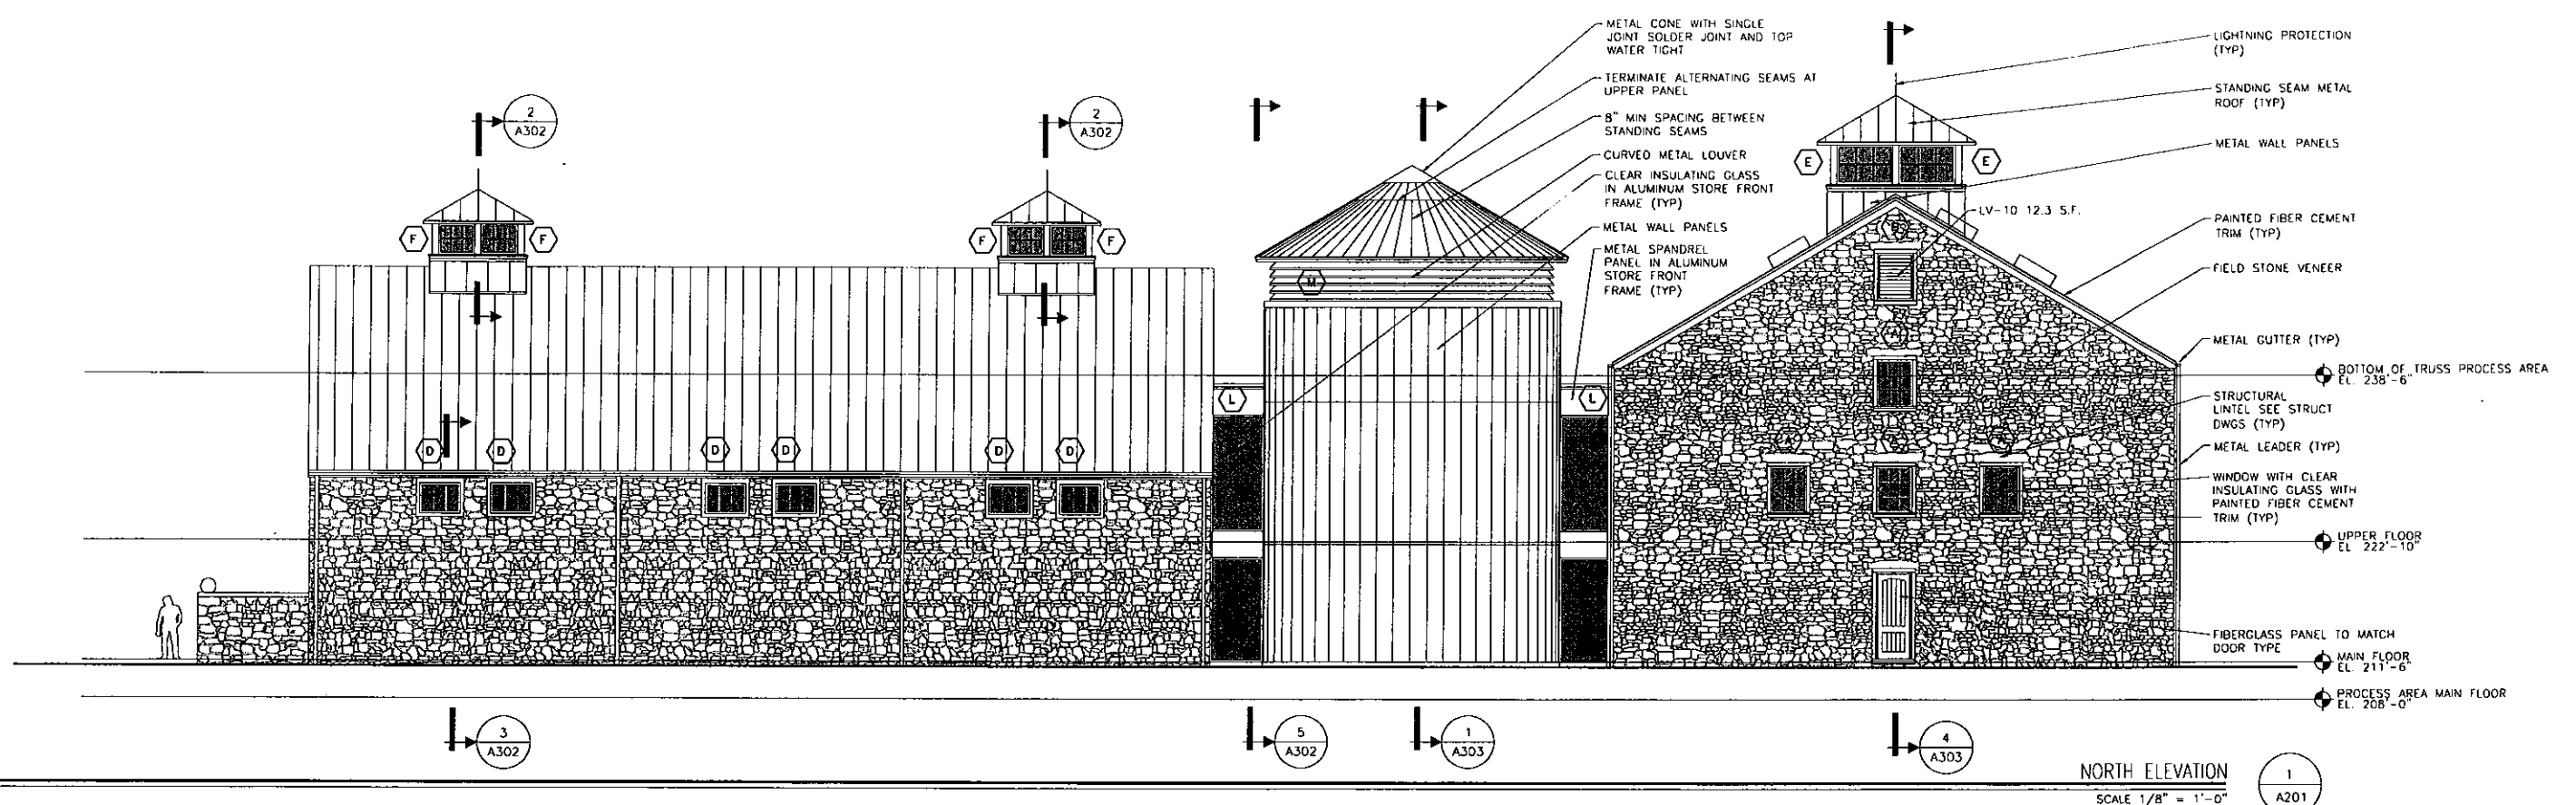 METAL CONE WITH SINGLE
JOINT SOLDER JOINT AND TOP
WATER TIGHT
TERMINATE ALTERNATING SEAMS AT
UPPER PANEL
8" MIN SPACING BETWEEN
STANDING SEAMS
CURVED METAL LOUVER
CLEAR INSULATING GLASS
IN ALUMINUM STORE FRONT
FRAME (TYP)
METAL WALL PANELS
METAL SPANDREL
PANEL IN ALUMINUM
STORE FRONT
FRAME (TYP)
LIGHTNING PROTECTION
(TYP)
STANDING SEAM METAL
ROOF (TYP)
METAL WALL PANELS
LV-10 12.3 S.F.
PAINTED FIBER CEMENT
TRIM (TYP)
FIELD STONE VENEER
METAL GUTTER (TYP)
BOTTOM OF TRUSS PROCESS AREA
EL. 238'-6"
STRUCTURAL
LINTEL SEE STRUCT
DWGS (TYP)
METAL LEADER (TYP)
WINDOW WITH CLEAR
INSULATING GLASS WITH
PAINTED FIBER CEMENT
TRIM (TYP)
UPPER FLOOR
EL 222'-10"
FIBERGLASS PANEL TO MATCH
DOOR TYPE
MAIN FLOOR
EL. 211'-6"
PROCESS AREA MAIN FLOOR
EL. 208'-0"
2
A302
2
A302
F
F
F
F
E
E
M
L
L
A
D
D
D
D
D
D
A
A
3
A302
5
A302
1
A303
4
A303
NORTH ELEVATION
SCALE 1/8" = 1'-0"
1
A201